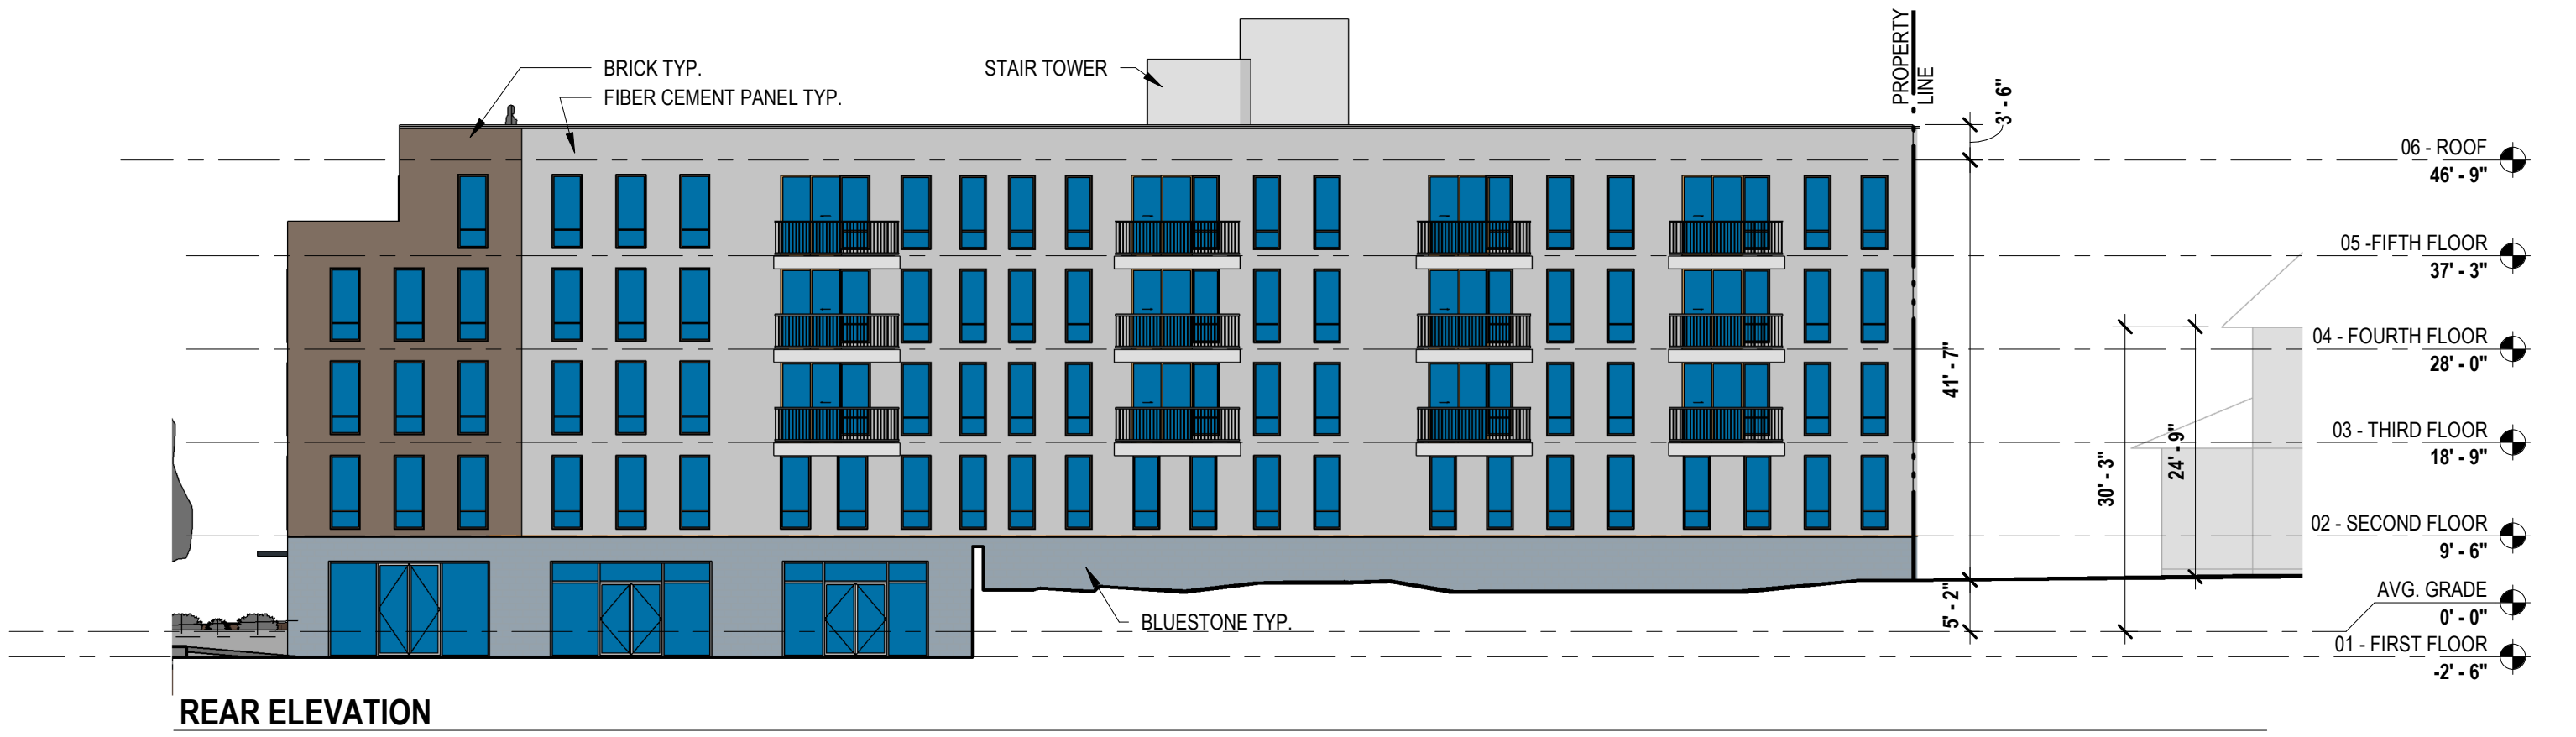 BRICK TYP.
FIBER CEMENT PANEL TYP.
STAIR TOWER
PROPERTY
LINE
3' - 6"
06 - ROOF
46' - 9"
05 -FIFTH FLOOR
37' - 3"
04 - FOURTH FLOOR
28' - 0"
41' - 7"
03 - THIRD FLOOR
18' - 9"
24' - 9"
30' - 3"
02 - SECOND FLOOR
9' - 6"
AVG. GRADE
0' - 0"
5' - 2"
BLUESTONE TYP.
01 - FIRST FLOOR
-2' - 6"
REAR ELEVATION